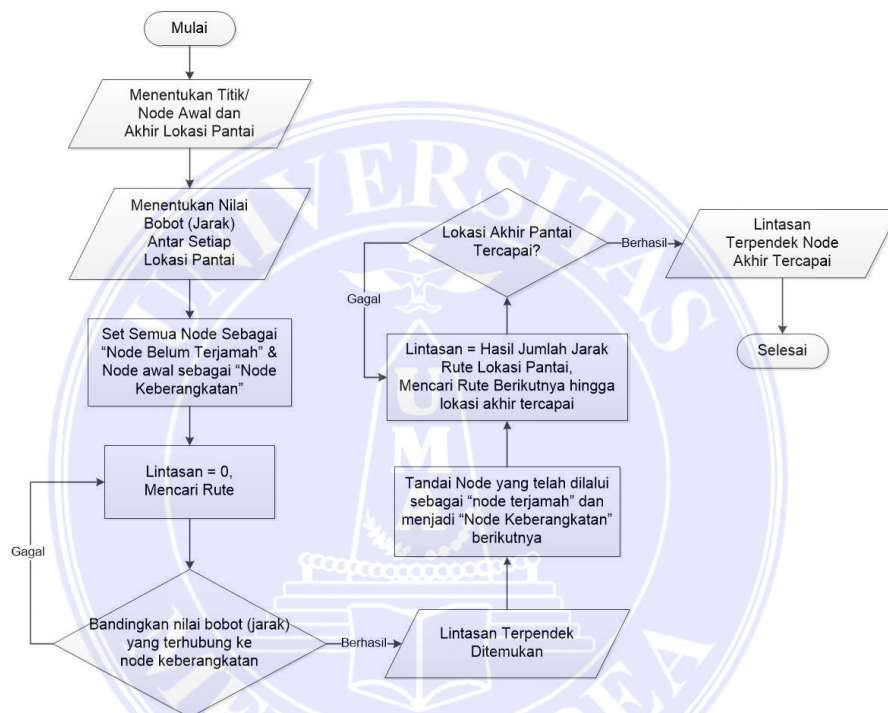 Mulai
Menentukan Titik/
Node Awal dan
Akhir Lokasi Pantai
Menentukan Nilai
Bobot (Jarak)
Antar Setiap
Lokasi Pantai
Set Semua Node Sebagai
“Node Belum Terjamah” &
Node awal sebagai “Node
Keberangkatan”
Lintasan = 0,
Mencari Rute
Gagal
Bandingkan nilai bobot (jarak)
yang terhubung ke
node keberangkatan
Berhasil
Lintasan Terpendek
Ditemukan
Tandai Node yang telah dilalui
sebagai “node terjamah” dan
menjadi “Node Keberangkatan”
berikutnya
Lintasan = Hasil Jumlah Jarak
Rute Lokasi Pantai,
Mencari Rute Berikutnya hingga
lokasi akhir tercapai
Lokasi Akhir Pantai
Tercapai?
Gagal
Berhasil
Lintasan
Terpendek Node
Akhir Tercapai
Selesai
UNIVERSITAS
UMA